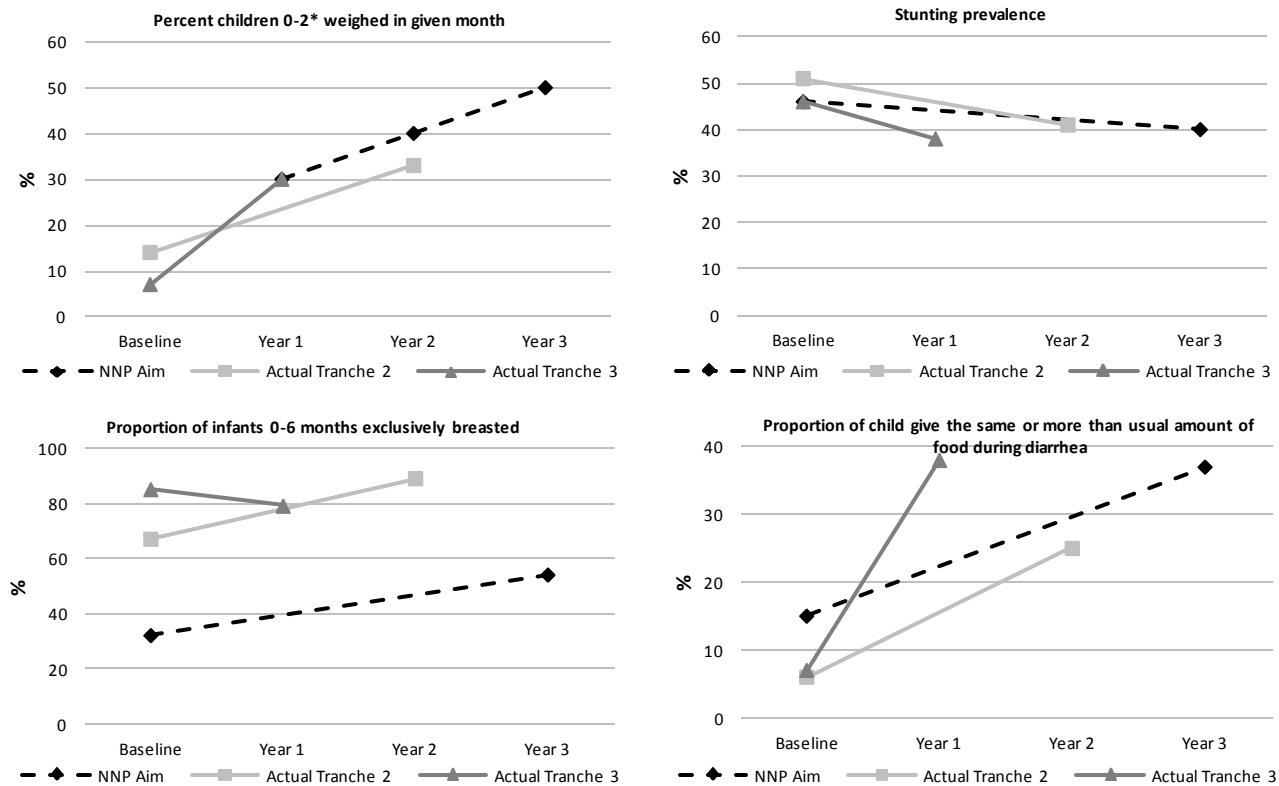 Percent children 0-2* weighed in given month
60
50
40
30
20
10
0
%
Baseline Year 1 Year 2 Year 3
NNP Aim Actual Tranche 2 Actual Tranche 3
Stunting prevalence
60
50
40
30
20
10
0
%
Baseline Year 1 Year 2 Year 3
NNP Aim Actual Tranche 2 Actual Tranche 3
Proportion of infants 0-6 months exclusively breasted
100
80
60
40
20
0
%
Baseline Year 1 Year 2 Year 3
NNP Aim Actual Tranche 2 Actual Tranche 3
Proportion of child give the same or more than usual amount of
food during diarrhea
40
30
20
10
0
%
Baseline Year 1 Year 2 Year 3
NNP Aim Actual Tranche 2 Actual Tranche 3